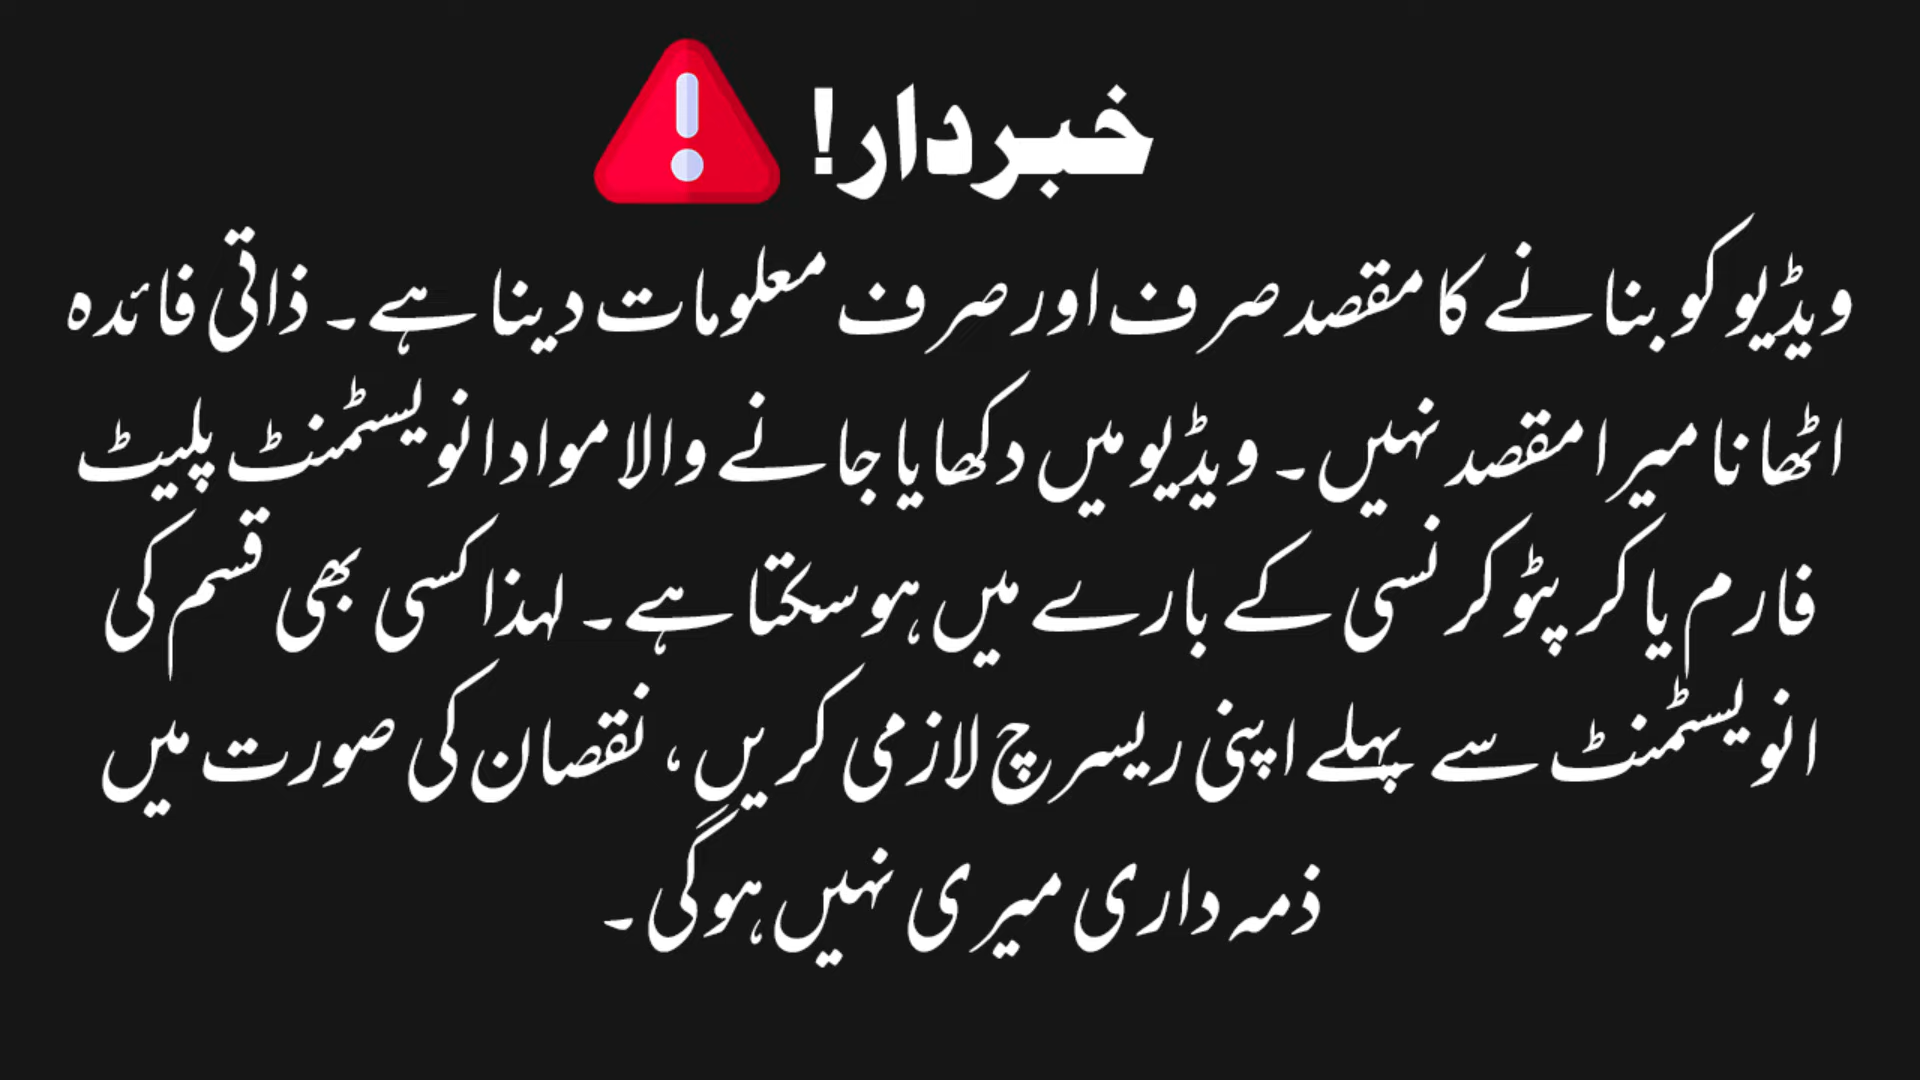 خبردار!
ویڈیو کو بنانے کا مقصد صرف اور صرف معلومات دینا ہے۔ ذاتی فائدہ
اٹھانا میرا مقصد نہیں۔ ویڈیو میں دکھایا جانے والا مواد انویسٹمنٹ پلیٹ
فارم یا کرپٹو کرنسی کے بارے میں ہو سکتا ہے۔ لہذا کسی بھی قسم کی
انویسٹمنٹ سے پہلے اپنی ریسرچ لازمی کریں، نقصان کی صورت میں
ذمہ داری میری نہیں ہوگی۔